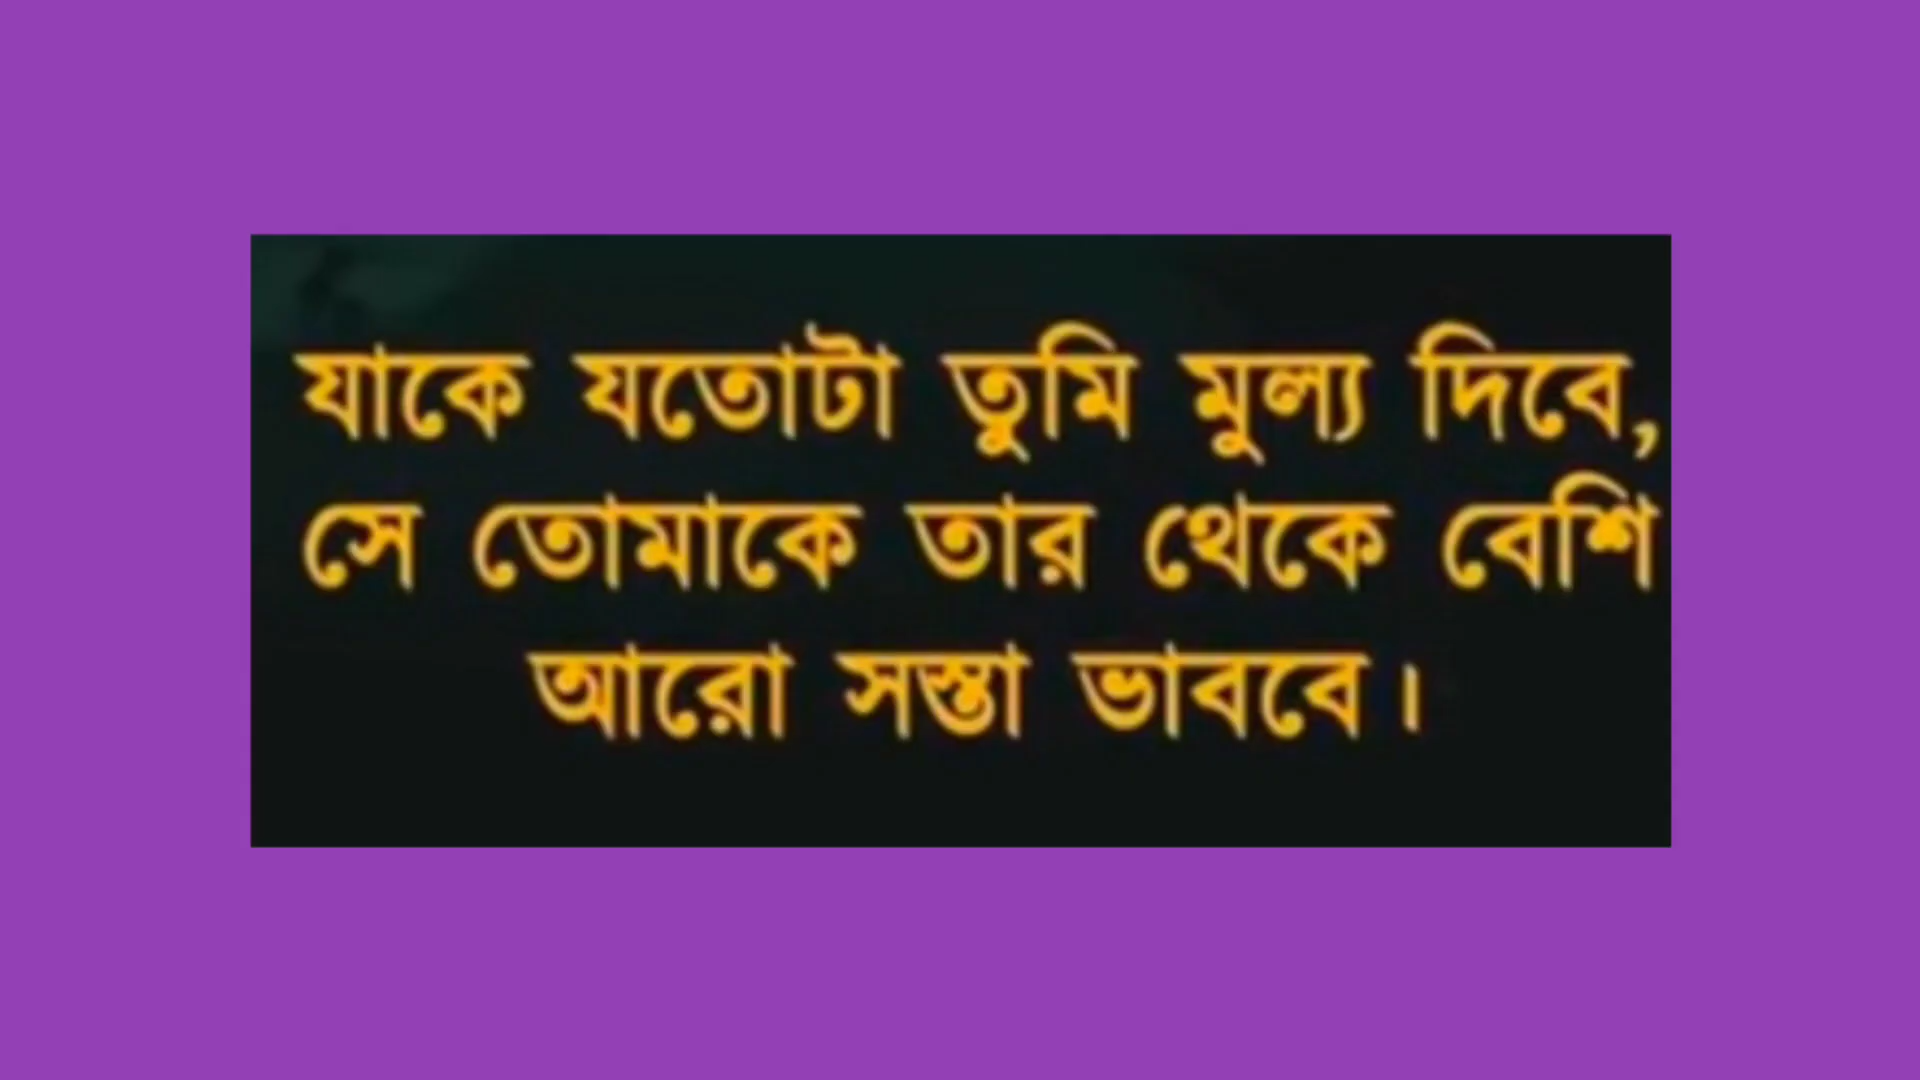 যাকে যতোটা তুমি মুল্য দিবে,
সে তোমাকে তার থেকে বেশি
আরো সস্তা ভাববে।